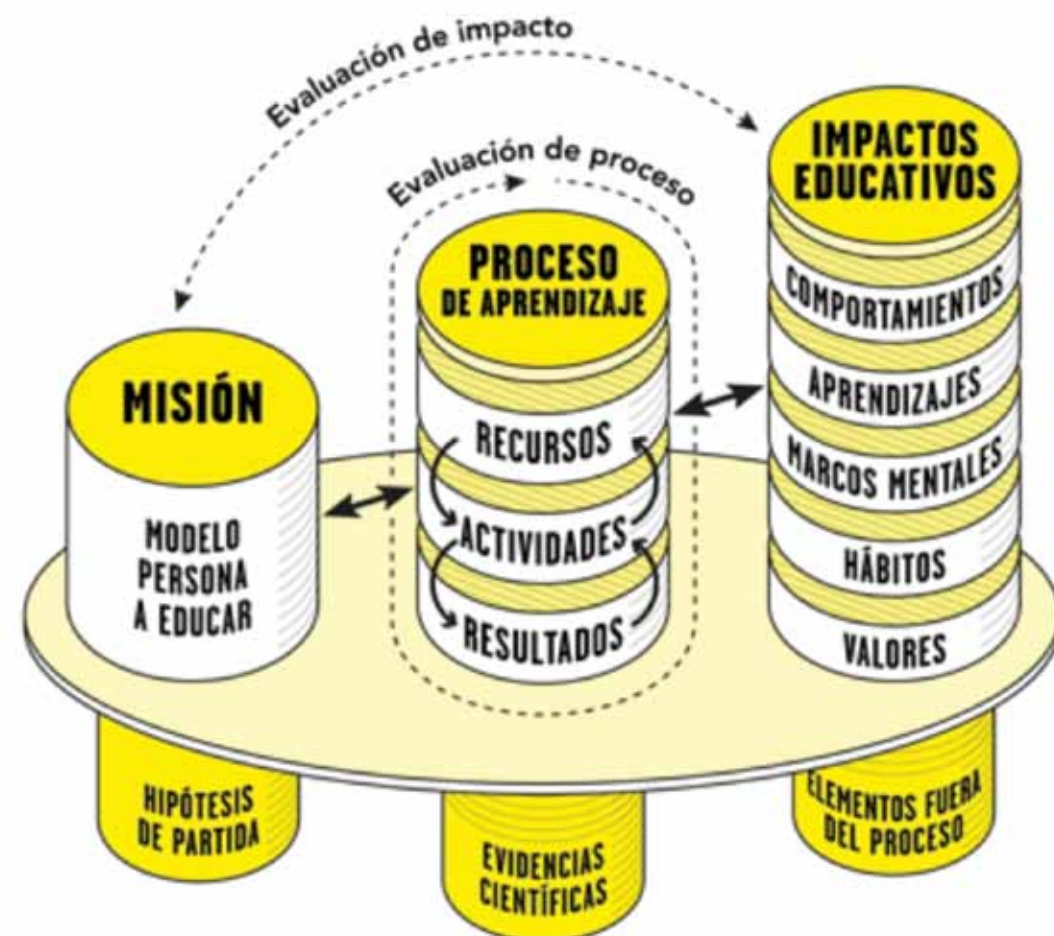 Evaluación de impacto
Evaluación de proceso
MISIÓN
MODELO
PERSONA
A EDUCAR
PROCESO
DE APRENDIZAJE
RECURSOS
ACTIVIDADES
RESULTADOS
IMPACTOS
EDUCATIVOS
COMPORTAMIENTOS
APRENDIZAJES
MARCOS MENTALES
HÁBITOS
VALORES
HIPÓTESIS
DE PARTIDA
EVIDENCIAS
CIENTÍFICAS
ELEMENTOS FUERA
DEL PROCESO